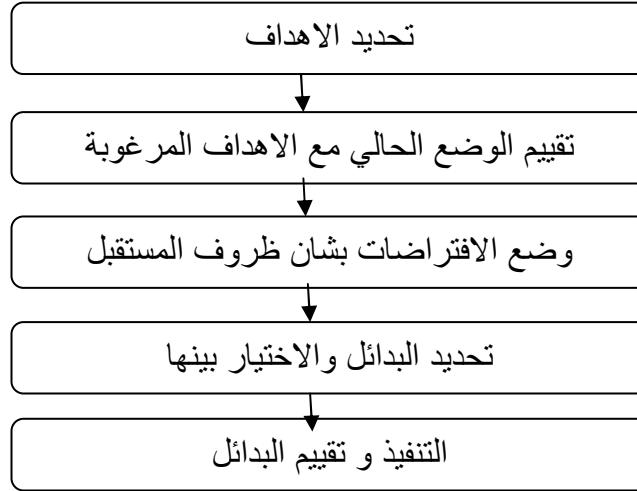 تحديد الاهداف
تقييم الوضع الحالي مع الاهداف المرغوبة
وضع الافتراضات بشان ظروف المستقبل
تحديد البدائل والاختيار بينها
التنفيذ و تقييم البدائل